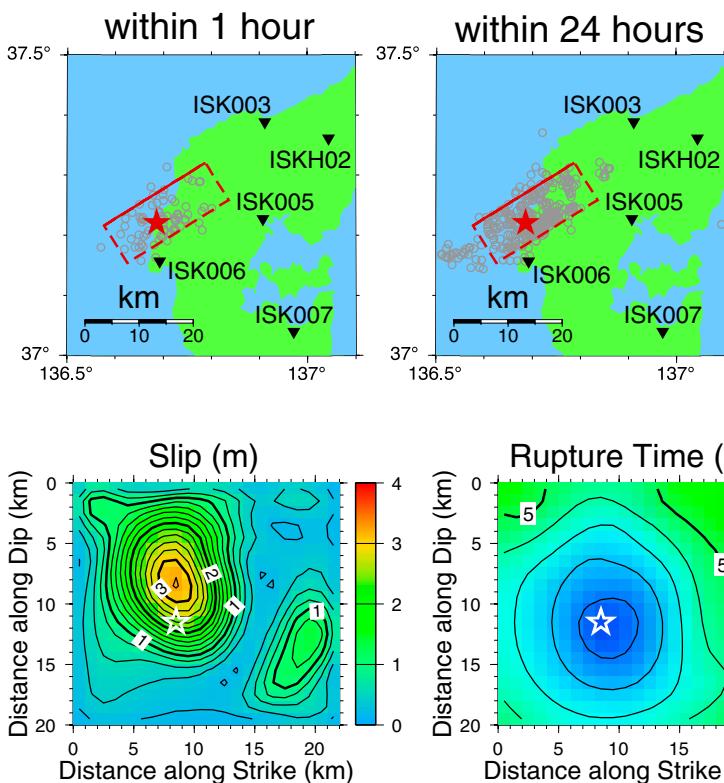 within 1 hour
within 24 hours
37.5°
ISK003
ISKH02
ISK005
ISK006
ISK007
km
0 10 20
37°
136.5°
137°
37.5°
ISK003
ISKH02
ISK005
ISK006
ISK007
km
0 10 20
37°
136.5°
137°
Slip (m)
Distance along Dip (km)
0
5
10
15
20
3
2
1
1
1
0 5 10 15 20
Distance along Strike (km)
4
3
2
1
0
Rupture Time (
Distance along Dip (km)
0
5
10
15
20
5
5
0 5 10 15
Distance along Strike